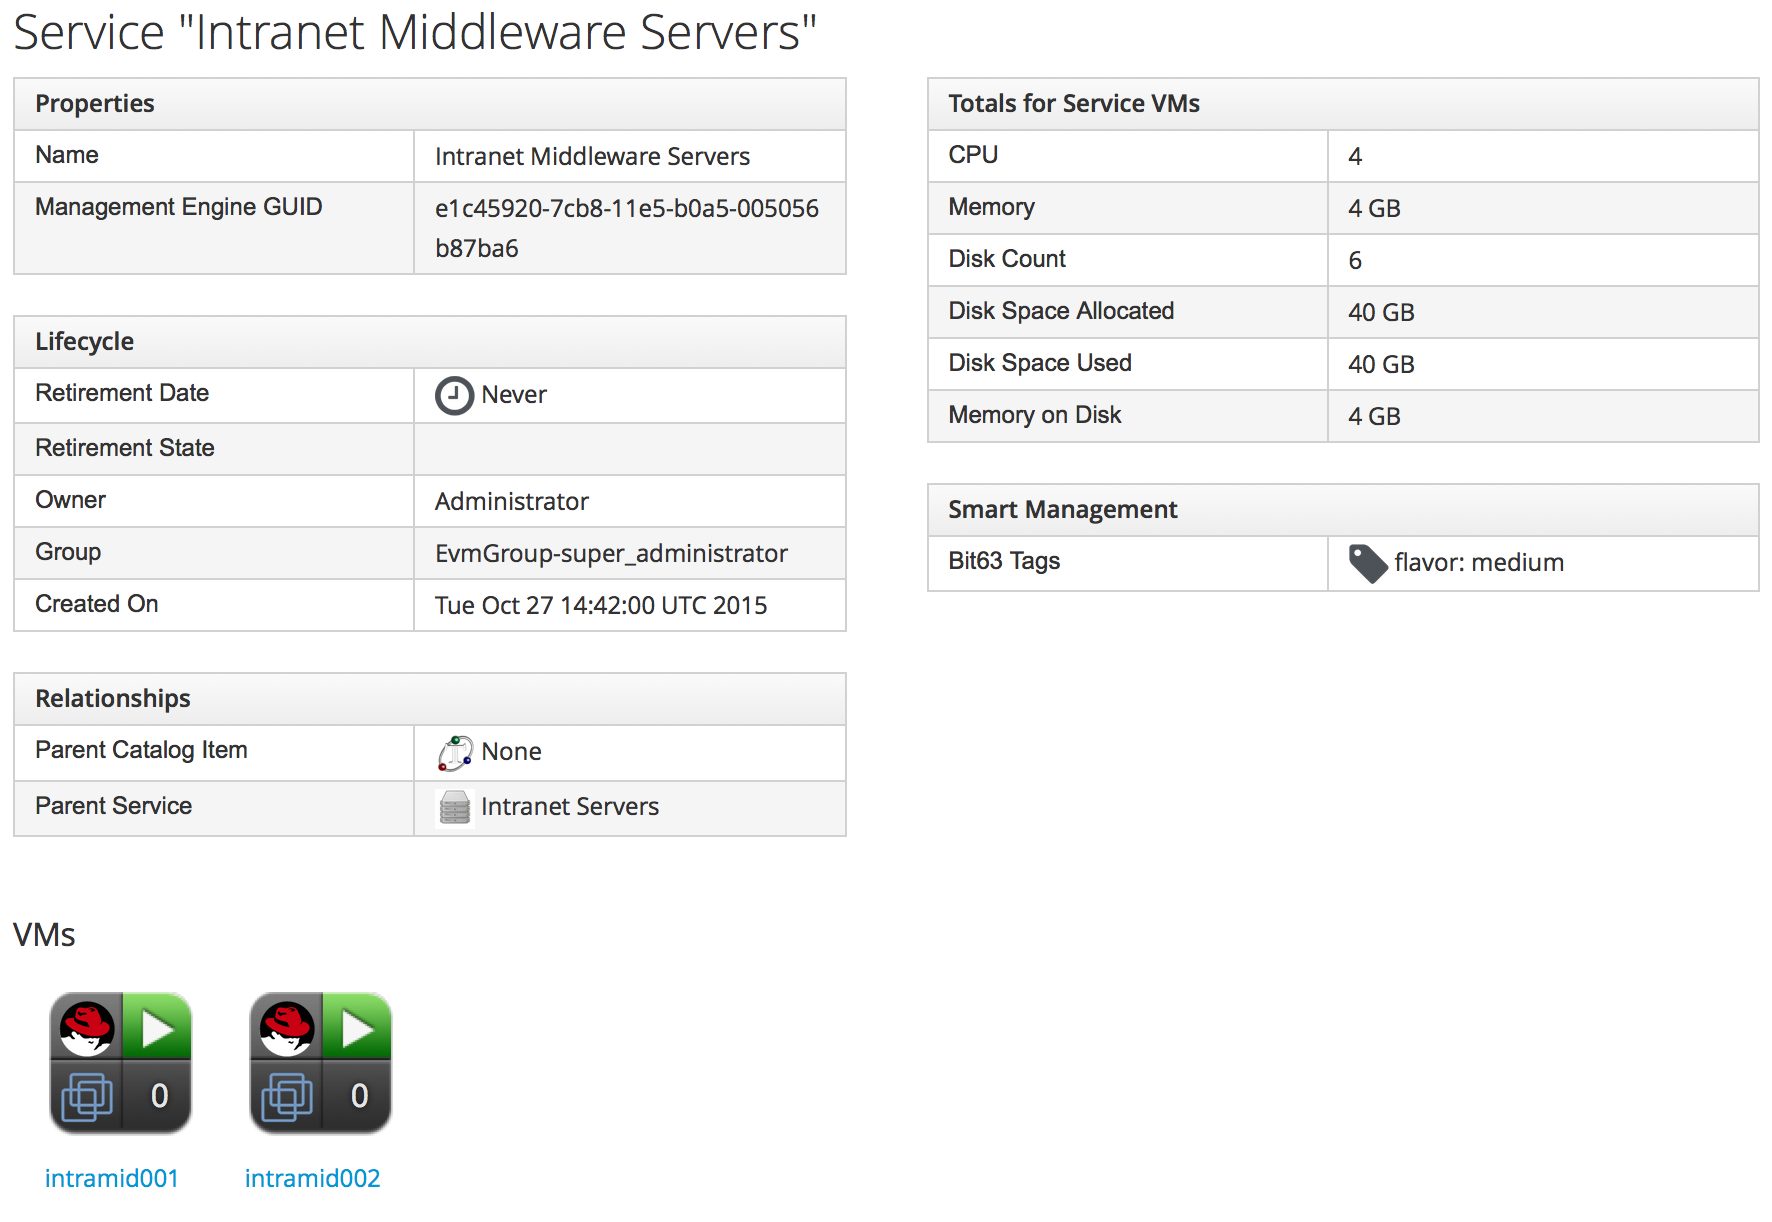 Service "Intranet Middleware Servers"
Properties
Name Intranet Middleware Servers
Management Engine GUID e1c45920-7cb8-11e5-b0a5-005056
b87ba6
Lifecycle
Retirement Date Never
Retirement State
Owner Administrator
Group EvmGroup-super_administrator
Created On Tue Oct 27 14:42:00 UTC 2015
Relationships
Parent Catalog Item None
Parent Service Intranet Servers
Totals for Service VMs
CPU 4
Memory 4 GB
Disk Count 6
Disk Space Allocated 40 GB
Disk Space Used 40 GB
Memory on Disk 4 GB
Smart Management
Bit63 Tags flavor: medium
VMs
0 0
intramid001 intramid002